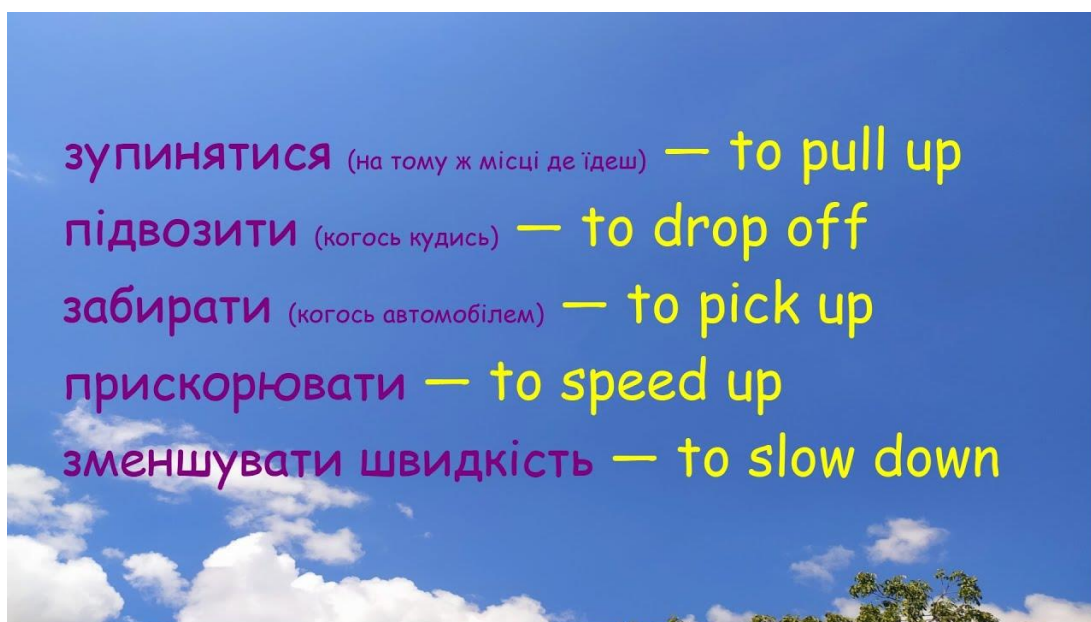 зупинятися (на тому ж місці де їдеш) — to pull up
підвозити (когось кудись) — to drop off
забирати (когось автомобілем) — to pick up
прискорювати — to speed up
зменшувати швидкість — to slow down